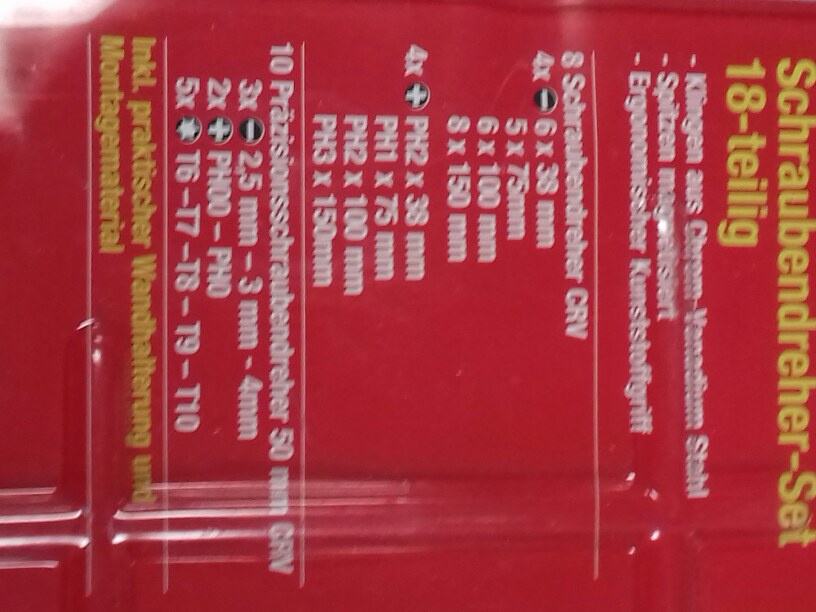 Schraubendreher-Set
18-teilig
- Klingen aus Chrom-Vanadium Stahl
- Spitzen magnetisiert
- Ergonomischer Kunststoffgriff
8 Schraubendreher CRV
4x 6 x 38 mm
5 x 75mm
6 x 100 mm
8 x 150 mm
4x PH2 x 38 mm
PH1 x 75 mm
PH2 x 100 mm
PH3 x 150mm
10 Präzisionsschraubendreher 50 mm CRV
3x 2,5 mm - 3 mm - 4mm
2x PH00 - PH0
5x T6 -T7 -T8 - T9 - T10
Inkl. praktischer Wandhalterung und
Montagematerial